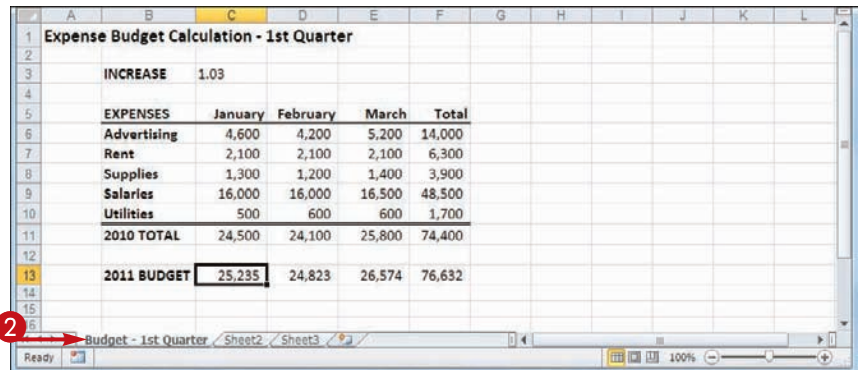 A B C D E F G H I J K L
1 Expense Budget Calculation - 1st Quarter
2
3 INCREASE 1.03
4
5 EXPENSES January February March Total
6 Advertising 4,600 4,200 5,200 14,000
7 Rent 2,100 2,100 2,100 6,300
8 Supplies 1,300 1,200 1,400 3,900
9 Salaries 16,000 16,000 16,500 48,500
10 Utilities 500 600 600 1,700
11 2010 TOTAL 24,500 24,100 25,800 74,400
12
13 2011 BUDGET 25,235 24,823 26,574 76,632
14
15
6
2 Budget - 1st Quarter Sheet2 Sheet3
Ready 100%